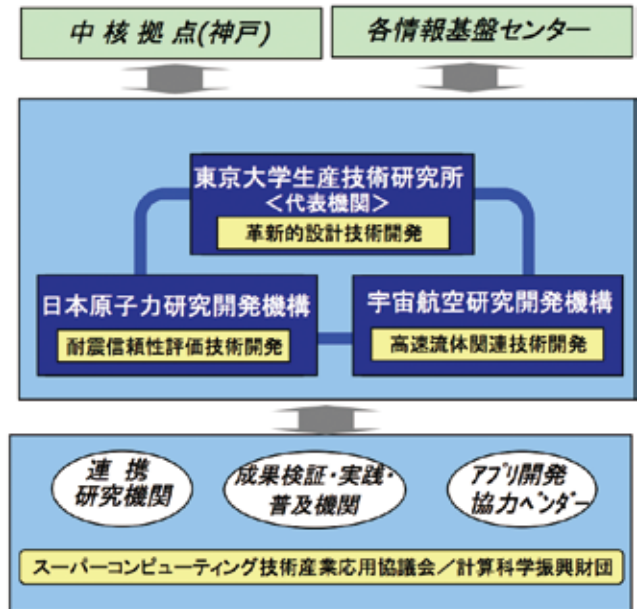 中核拠点(神戸)
各情報基盤センター
東京大学生産技術研究所
＜代表機関＞
革新的設計技術開発
日本原子力研究開発機構
耐震信頼性評価技術開発
宇宙航空研究開発機構
高速流体関連技術開発
連携
研究機関
成果検証・実践・
普及機関
アプリ開発
協力ベンダー
スーパーコンピューティング技術産業応用協議会／計算科学振興財団